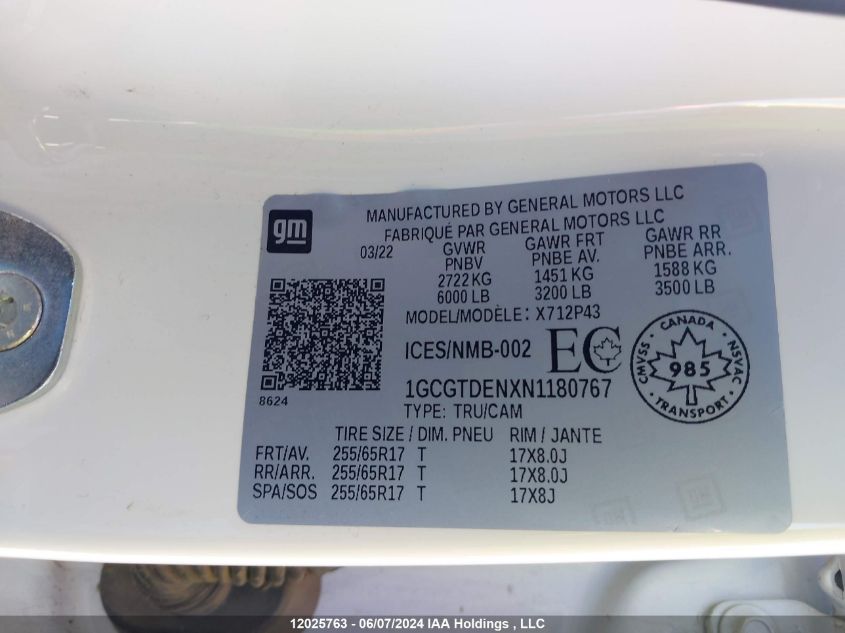 gm
MANUFACTURED BY GENERAL MOTORS LLC
FABRIQUÉ PAR GENERAL MOTORS LLC
03/22
GVWR GAWR FRT GAWR RR
PNBV PNBE AV. PNBE ARR.
2722 KG 1451 KG 1588 KG
6000 LB 3200 LB 3500 LB
MODEL/MODÈLE: X712P43
ICES/NMB-002 EC
CANADA
CMVSS 985 NSVAC
TRANSPORT
8624
1GCGTDENXN1180767
TYPE: TRU/CAM
TIRE SIZE / DIM. PNEU RIM / JANTE
FRT/AV. 255/65R17 T 17X8.0J
RR/ARR. 255/65R17 T 17X8.0J
SPA/SOS 255/65R17 T 17X8J
12025763 - 06/07/2024 IAA Holdings , LLC